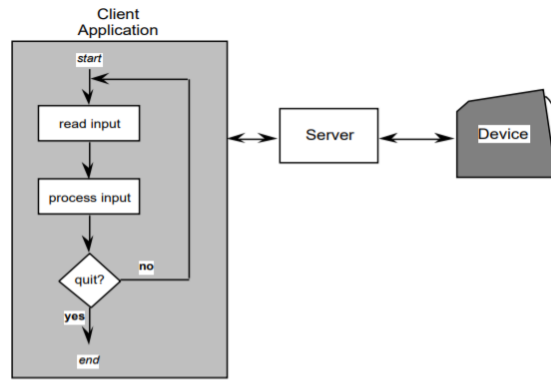 Client
Application
start
read input
process input
quit?
no
yes
end
Server
Device